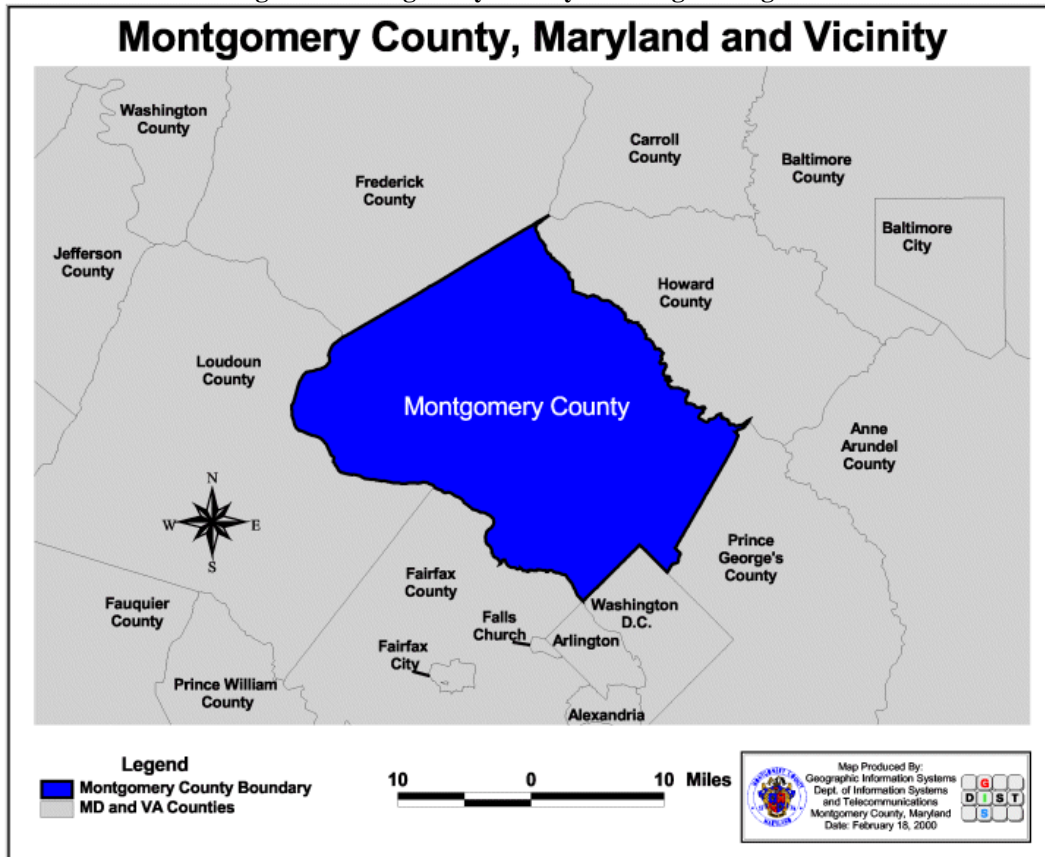 Montgomery County, Maryland and Vicinity
Washington
County
Carroll
County
Baltimore
County
Frederick
County
Baltimore
City
Jefferson
County
Howard
County
Loudoun
County
Montgomery County
Anne
Arundel
County
N
W E
S
Prince
George's
County
Fairfax
County
Fauquier
County
Washington
D.C.
Falls
Church
Arlington
Fairfax
City
Prince William
County
Alexandria
Legend
Montgomery County Boundary
MD and VA Counties
10 0 10 Miles
Map Produced By:
Geographic Information Systems
Dept. of Information Systems
and Telecommunications
Montgomery County, Maryland
Date: February 18, 2000
G
D I S T
S